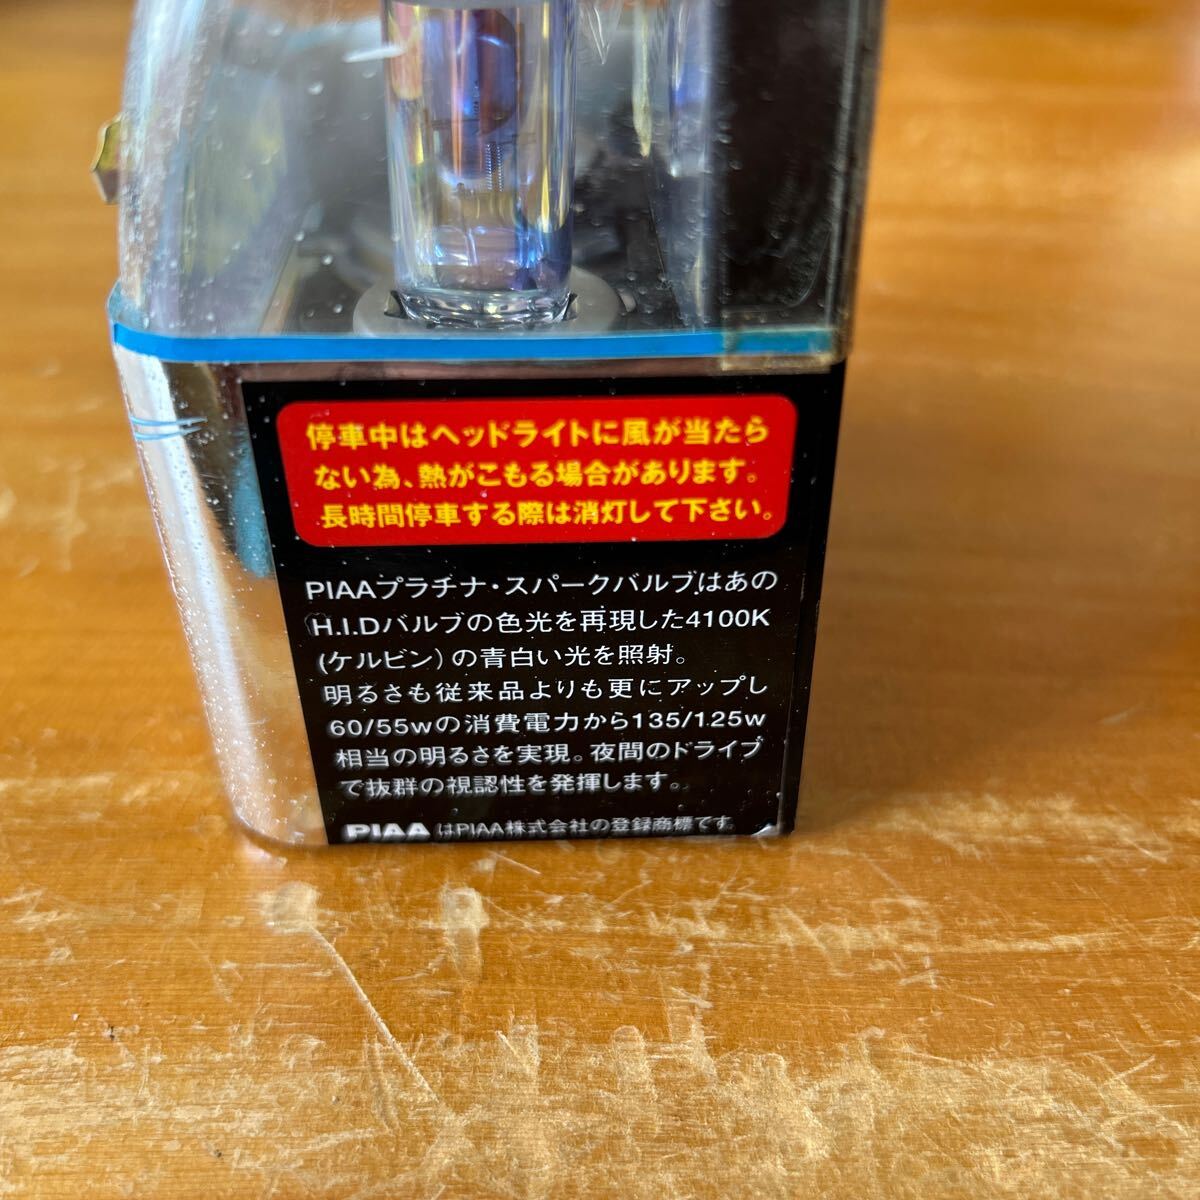 停車中はヘッドライトに風が当たら
ない為、熱がこもる場合があります。
長時間停車する際は消灯して下さい。
PIAAプラチナ・スパークバルブはあの
H.I.Dバルブの色光を再現した4100K
(ケルビン)の青白い光を照射。
明るさも従来品よりも更にアップし
60/55wの消費電力から135/125w
相当の明るさを実現。夜間のドライブ
で抜群の視認性を発揮します。
PIAAはPIAA株式会社の登録商標です。